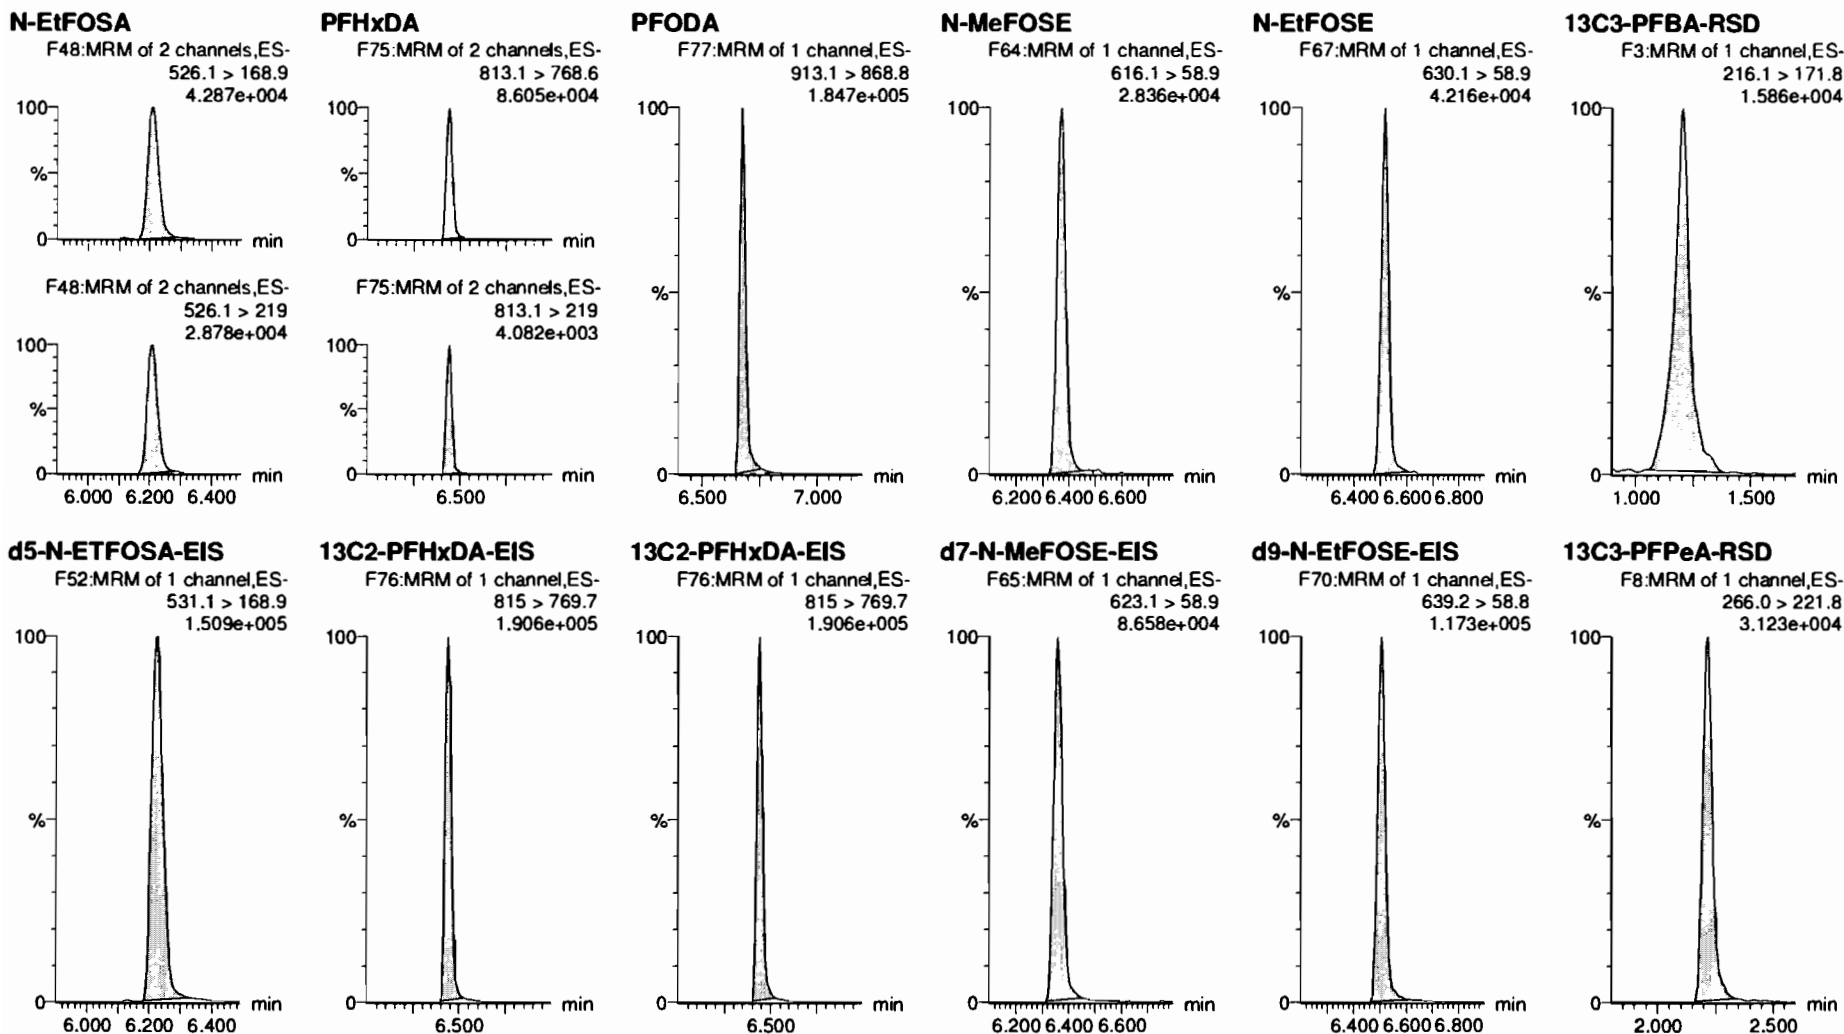 N-EtFOSA
F48:MRM of 2 channels,ES-
526.1 > 168.9
4.287e+004
100
%
0
min
F48:MRM of 2 channels,ES-
526.1 > 219
2.878e+004
100
%
0
min
6.000 6.200 6.400
PFHxDA
F75:MRM of 2 channels,ES-
813.1 > 768.6
8.605e+004
100
%
0
min
F75:MRM of 2 channels,ES-
813.1 > 219
4.082e+003
100
%
0
min
6.500
PFODA
F77:MRM of 1 channel,ES-
913.1 > 868.8
1.847e+005
100
%
0
min
6.500 7.000
N-MeFOSE
F64:MRM of 1 channel,ES-
616.1 > 58.9
2.836e+004
100
%
0
min
6.200 6.400 6.600
N-EtFOSE
F67:MRM of 1 channel,ES-
630.1 > 58.9
4.216e+004
100
%
0
min
6.400 6.600 6.800
13C3-PFBA-RSD
F3:MRM of 1 channel,ES-
216.1 > 171.8
1.586e+004
100
%
0
min
1.000 1.500
d5-N-ETFOSA-EIS
F52:MRM of 1 channel,ES-
531.1 > 168.9
1.509e+005
100
%
0
min
6.000 6.200 6.400
13C2-PFHxDA-EIS
F76:MRM of 1 channel,ES-
815 > 769.7
1.906e+005
100
%
0
min
6.500
13C2-PFHxDA-EIS
F76:MRM of 1 channel,ES-
815 > 769.7
1.906e+005
100
%
0
min
6.500
d7-N-MeFOSE-EIS
F65:MRM of 1 channel,ES-
623.1 > 58.9
8.658e+004
100
%
0
min
6.200 6.400 6.600
d9-N-EtFOSE-EIS
F70:MRM of 1 channel,ES-
639.2 > 58.8
1.173e+005
100
%
0
min
6.400 6.600 6.800
13C3-PFPeA-RSD
F8:MRM of 1 channel,ES-
266.0 > 221.8
3.123e+004
100
%
0
min
2.000 2.500